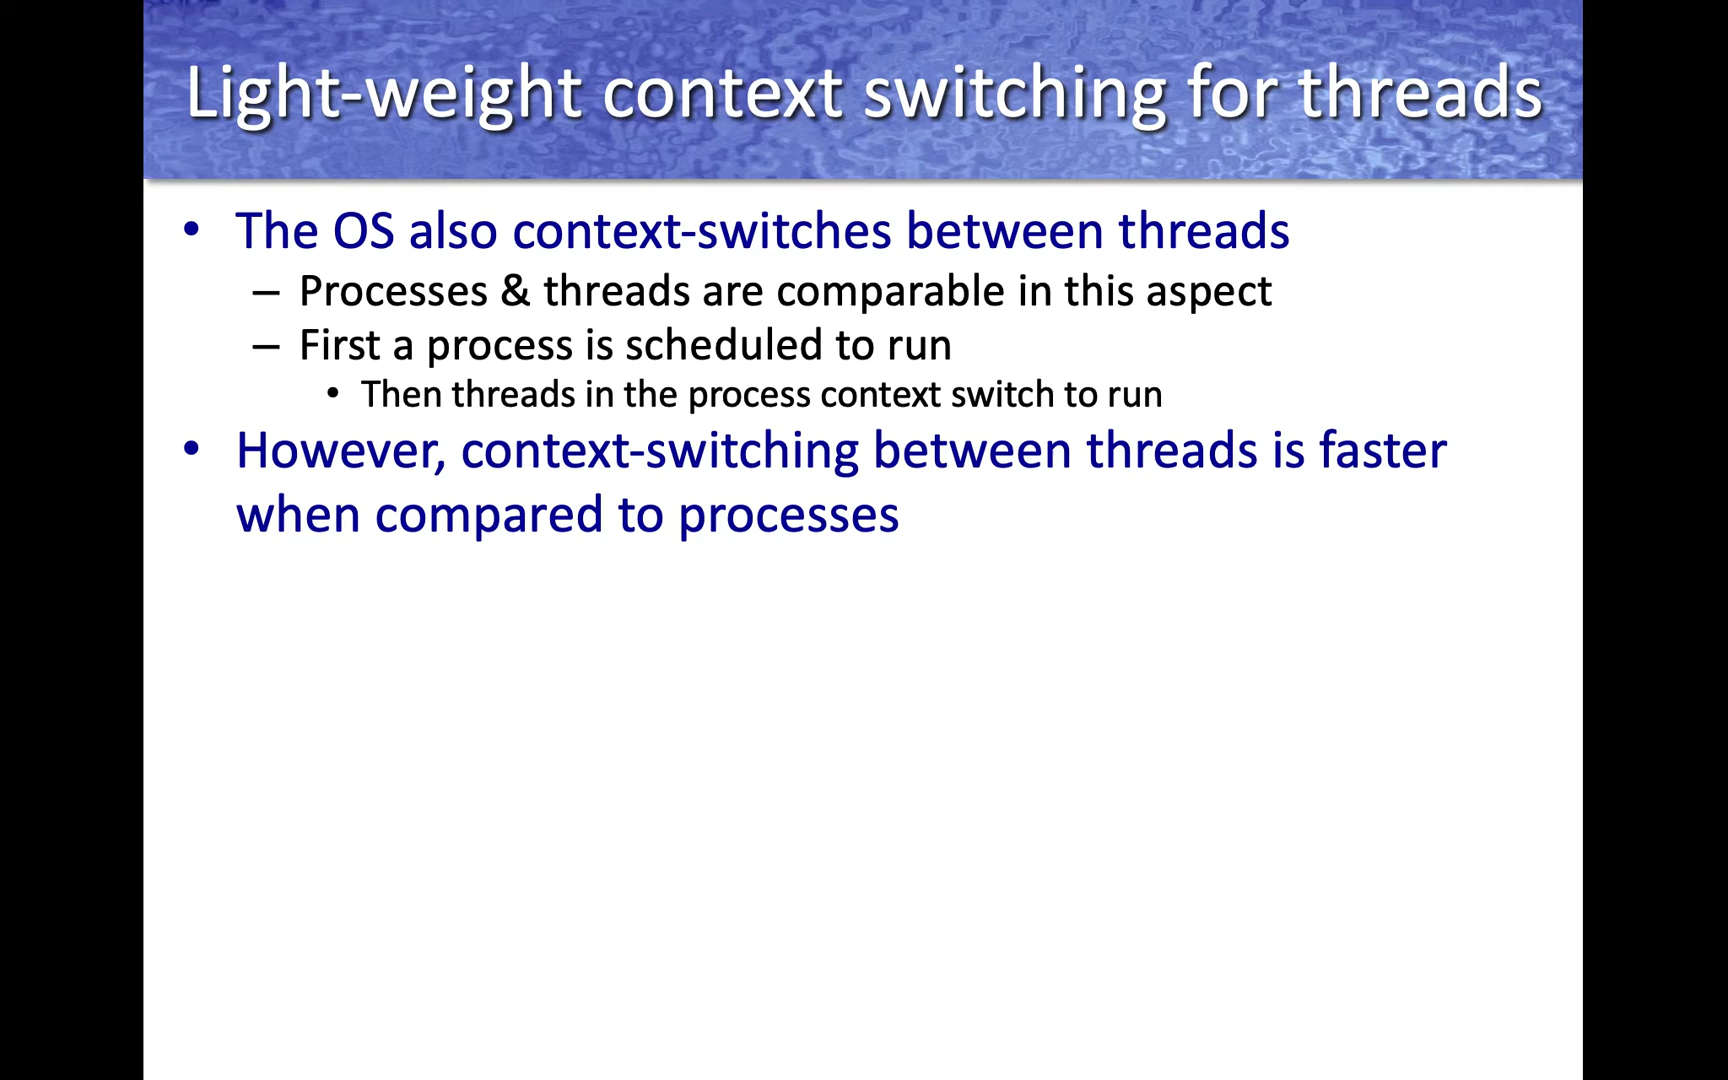 Light-weight context switching for threads
• The OS also context-switches between threads
– Processes & threads are comparable in this aspect
– First a process is scheduled to run
• Then threads in the process context switch to run
• However, context-switching between threads is faster
when compared to processes